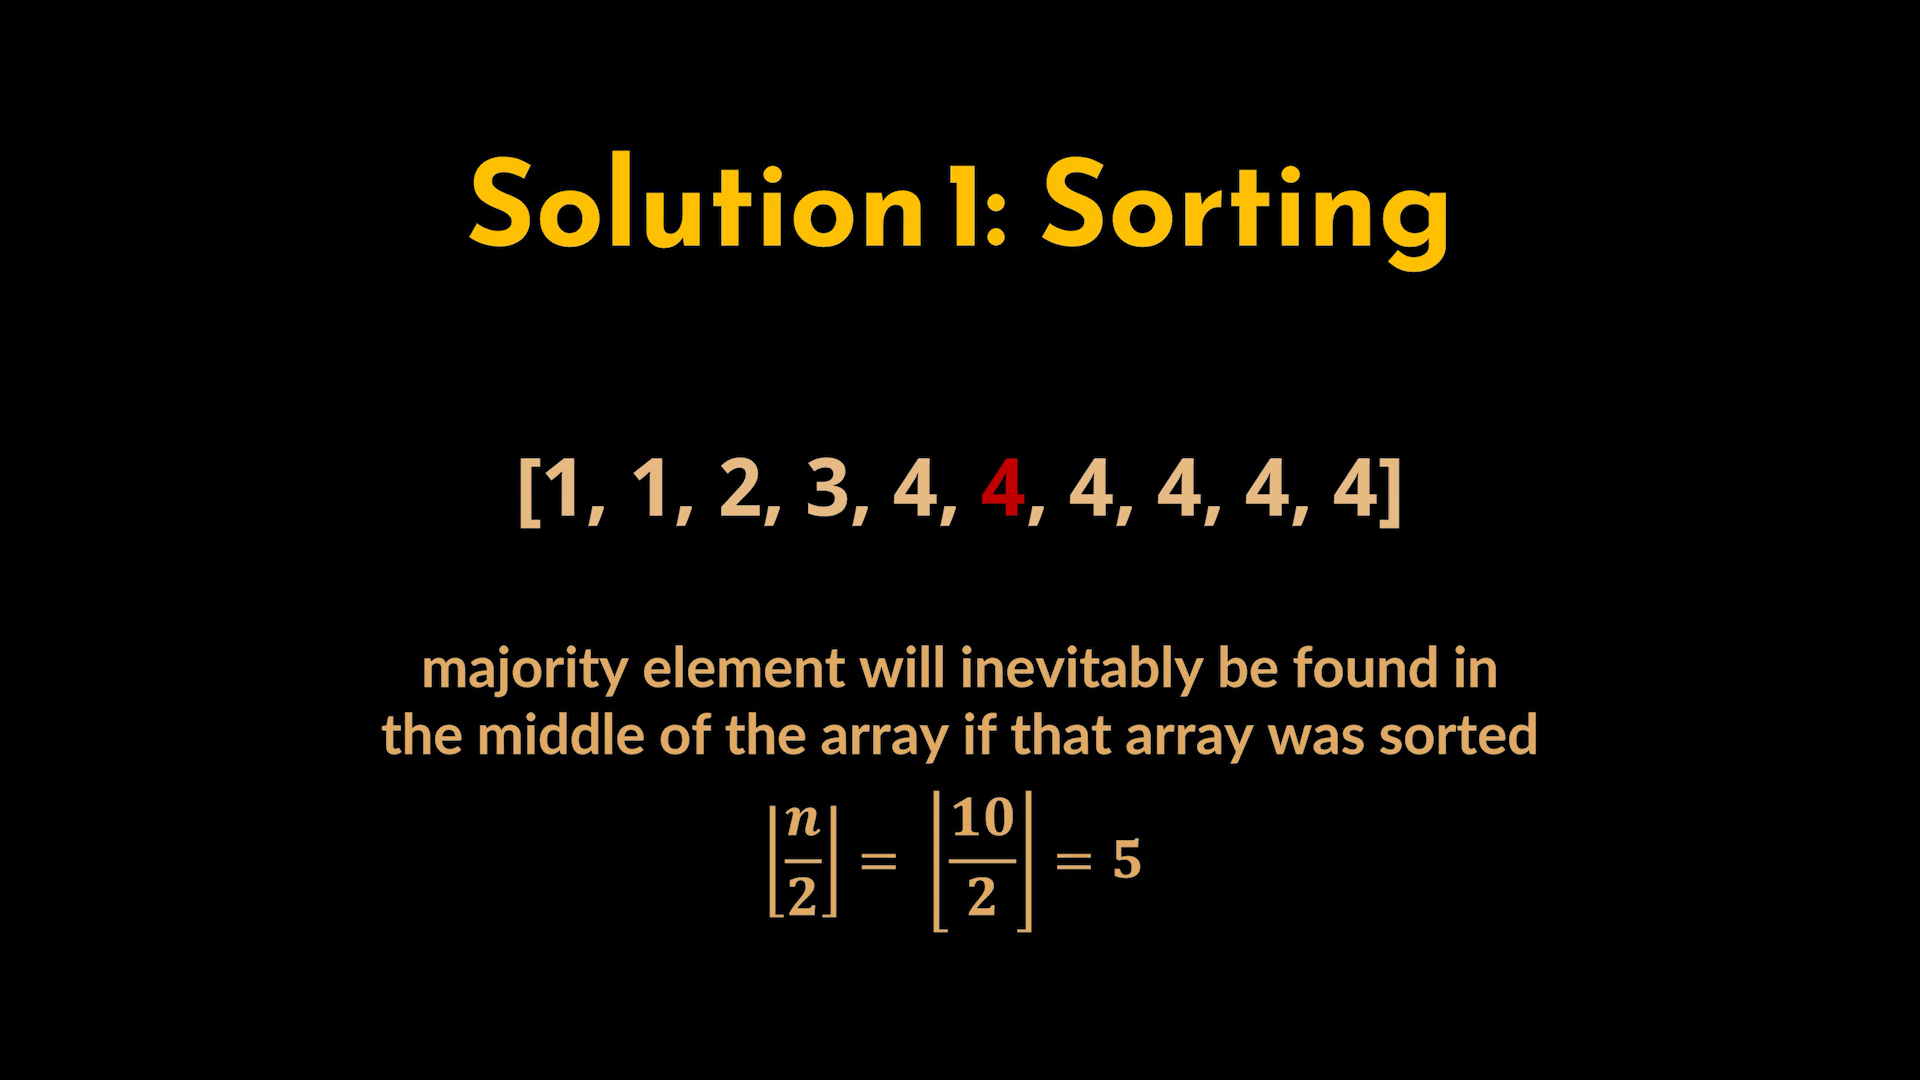 Solution 1: Sorting
[1, 1, 2, 3, 4, 4, 4, 4, 4, 4]
majority element will inevitably be found in
the middle of the array if that array was sorted
⌊n/2⌋ = ⌊10/2⌋ = 5